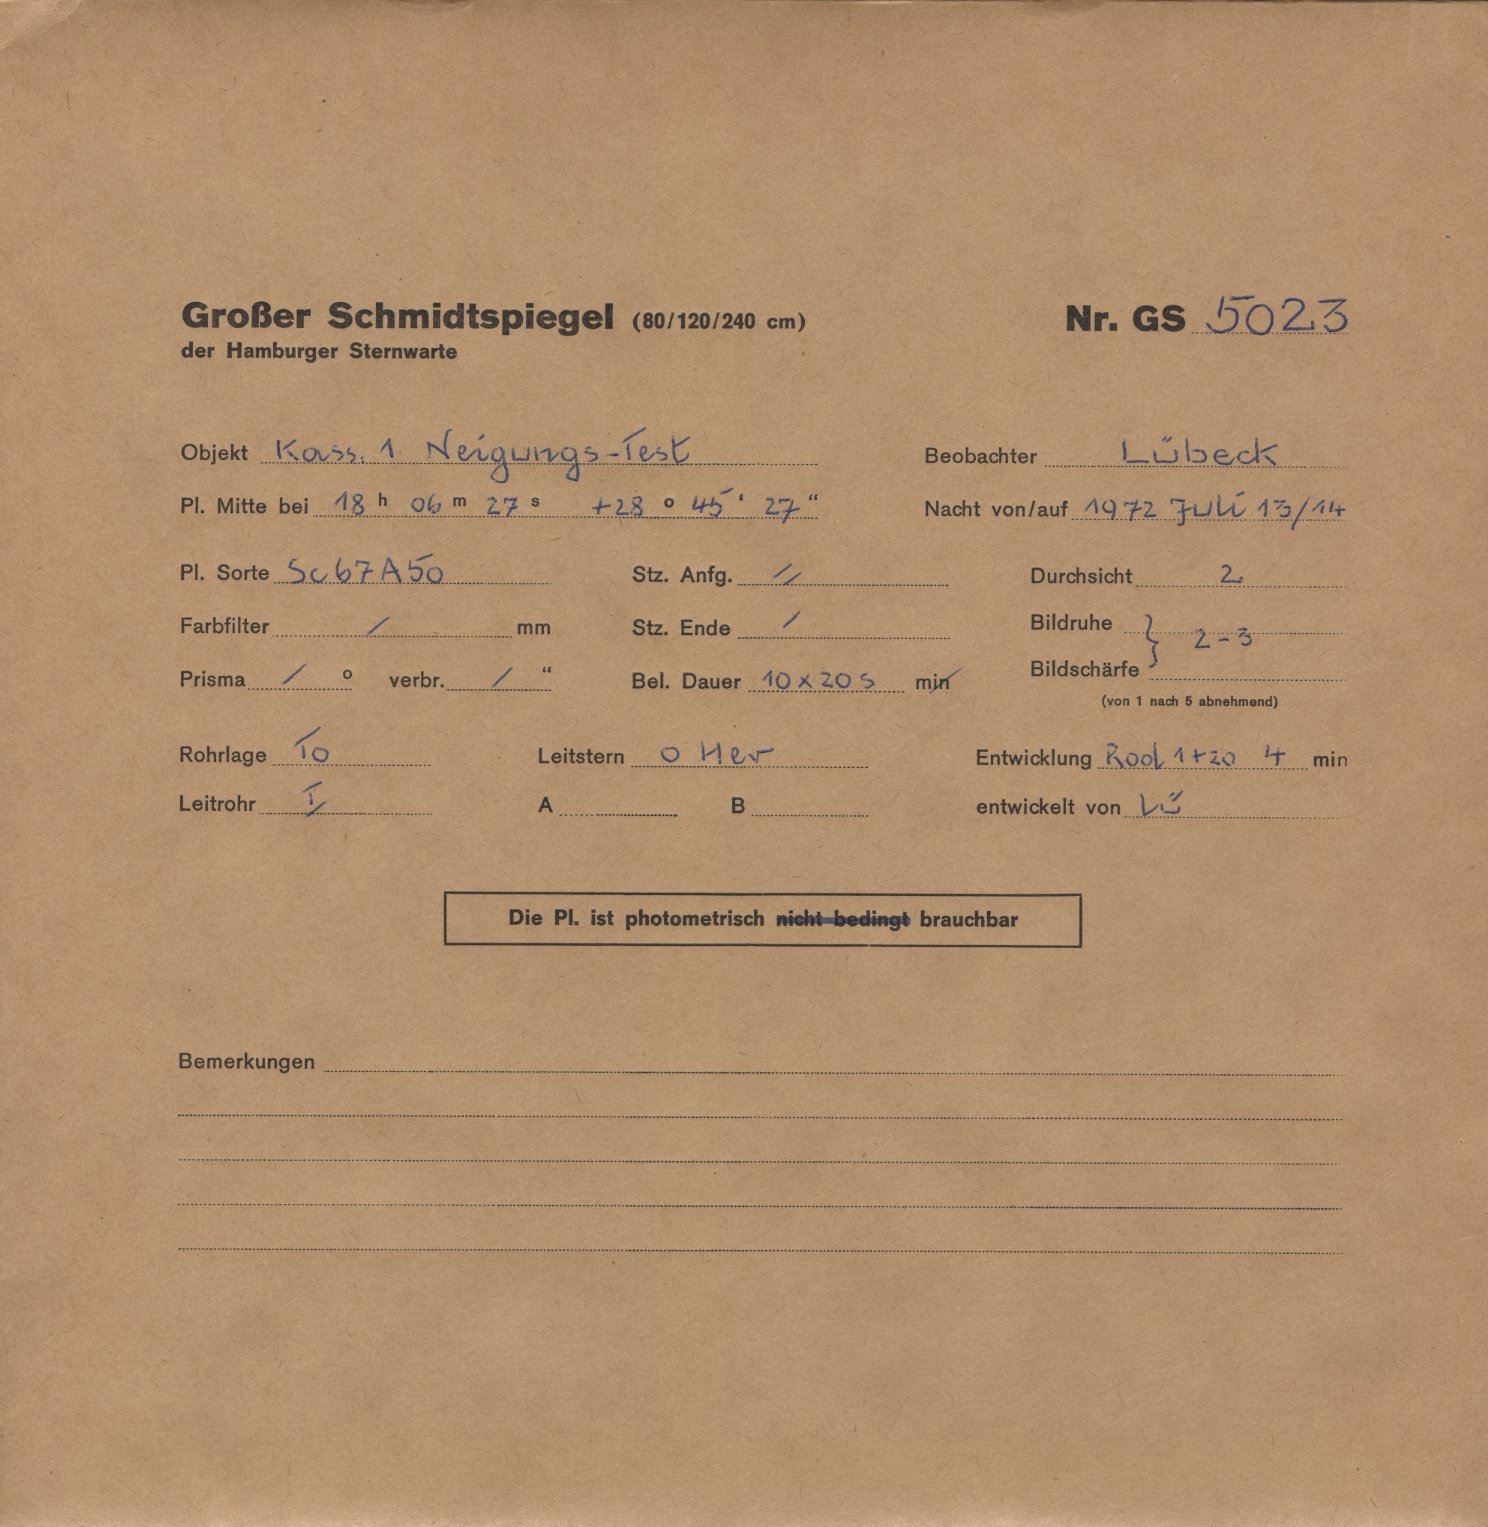 Großer Schmidtspiegel (80/120/240 cm) Nr. GS 5023
der Hamburger Sternwarte
Objekt Kass. 1 Neigungs-Test Beobachter Lübeck
Pl. Mitte bei 18 h 06 m 27 s +28 ° 45 ' 27 " Nacht von/auf 1972 Juli 13/14
Pl. Sorte Sc67A50 Stz. Anfg. / Durchsicht 2
Farbfilter / mm Stz. Ende / Bildruhe } 2-3
Prisma / ° verbr. / " Bel. Dauer 10x20s min Bildschärfe
(von 1 nach 5 abnehmend)
Rohrlage To Leitstern o Her Entwicklung Rod 1+20 4 min
Leitrohr I A B entwickelt von Lü
Die Pl. ist photometrisch nicht bedingt brauchbar
Bemerkungen